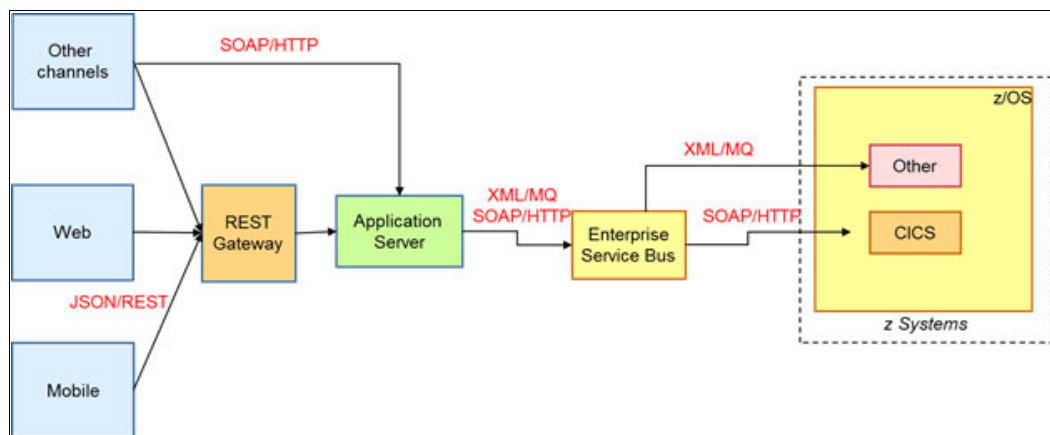 Other
channels
SOAP/HTTP
z/OS
XML/MQ
Other
Web
REST
Gateway
Application
Server
XML/MQ
SOAP/HTTP
Enterprise
Service Bus
SOAP/HTTP
CICS
JSON/REST
z Systems
Mobile